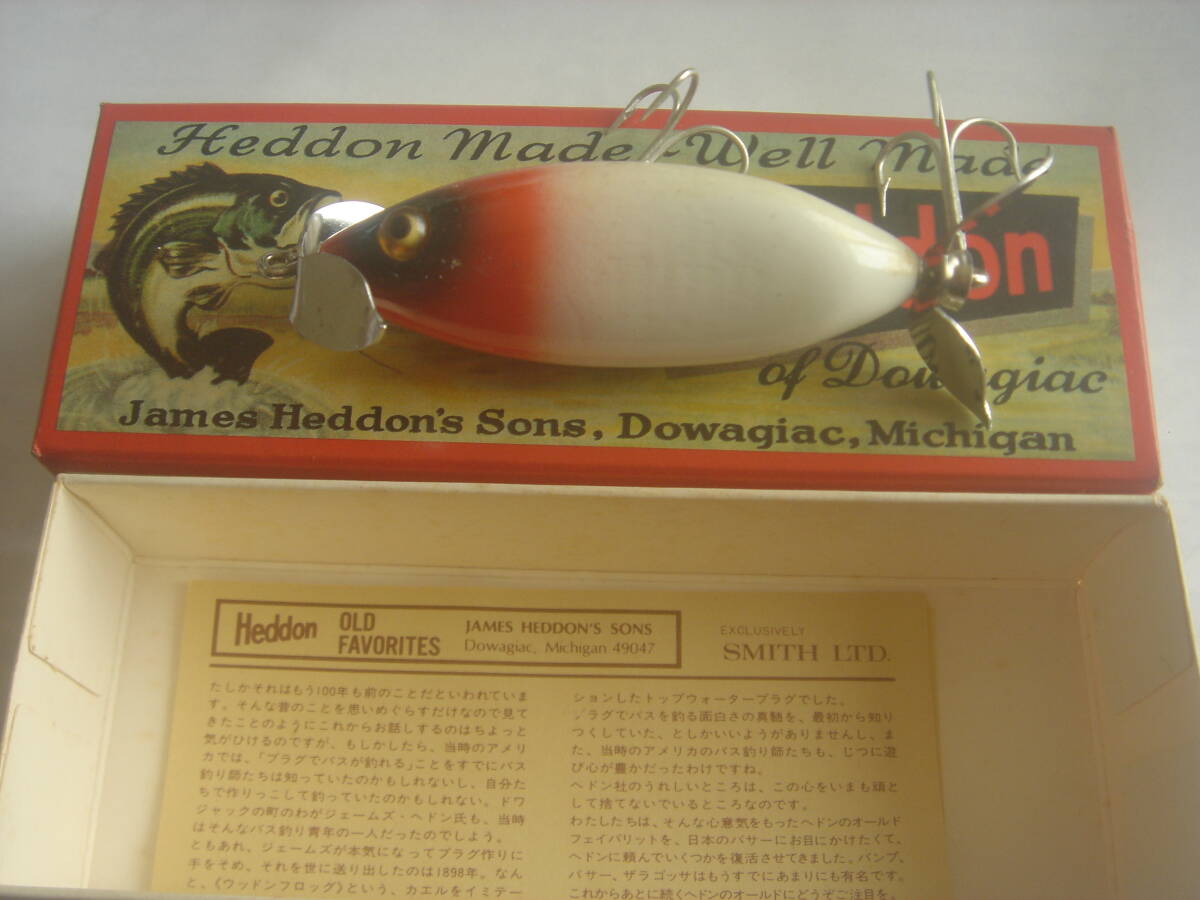 Heddon Made - Well Made
ddon
of Dowagiac
James Heddon's Sons, Dowagiac, Michigan
Heddon
OLD
FAVORITES
JAMES HEDDON'S SONS
Dowagiac, Michigan 49047
EXCLUSIVELY
SMITH LTD.
たしかそれはもう100年も前のことだといわれていま
す。そんな昔のことを思いめぐらすだけなので見て
きたことのようにこれからお話しするのはちょっと
気がひけるのですが、もしかしたら、当時のアメリ
カでは、「プラグでバスが釣れる」ことをすでにバス
釣り師たちは知っていたのかもしれないし、自分た
ちで作りっこして釣っていたのかもしれない。ドワ
ジャックの町のわがジェームズ・ヘドン氏も、当時
はそんなバス釣り青年の一人だったのでしょう。
ともあれ、ジェームズが本気になってプラグ作りに
手をそめ、それを世に送り出したのは1898年。なん
と、《ウッドンフロッグ》という、カエルをイミテー
ションしたトップウォータープラグでした。
プラグでバスを釣る面白さの真髄を、最初から知り
つくしていた、としかいいようがありませんし、ま
た、当時のアメリカのバス釣り師たちも、じつに遊
び心が豊かだったわけですね。
ヘドン社のうれしいところは、この心をいまも頑と
して捨てないでいるところなのです。
わたしたちは、そんな心意気をもったヘドンのオールド
フェイバリットを、日本のバサーにお目にかけたくて、
ヘドンに頼んでいくつかを復活させてきました。バンプ、
バサー、ザラゴッサはもうすでにあまりにも有名です。
これからあとに続くヘドンのオールドにどうぞご注目を。